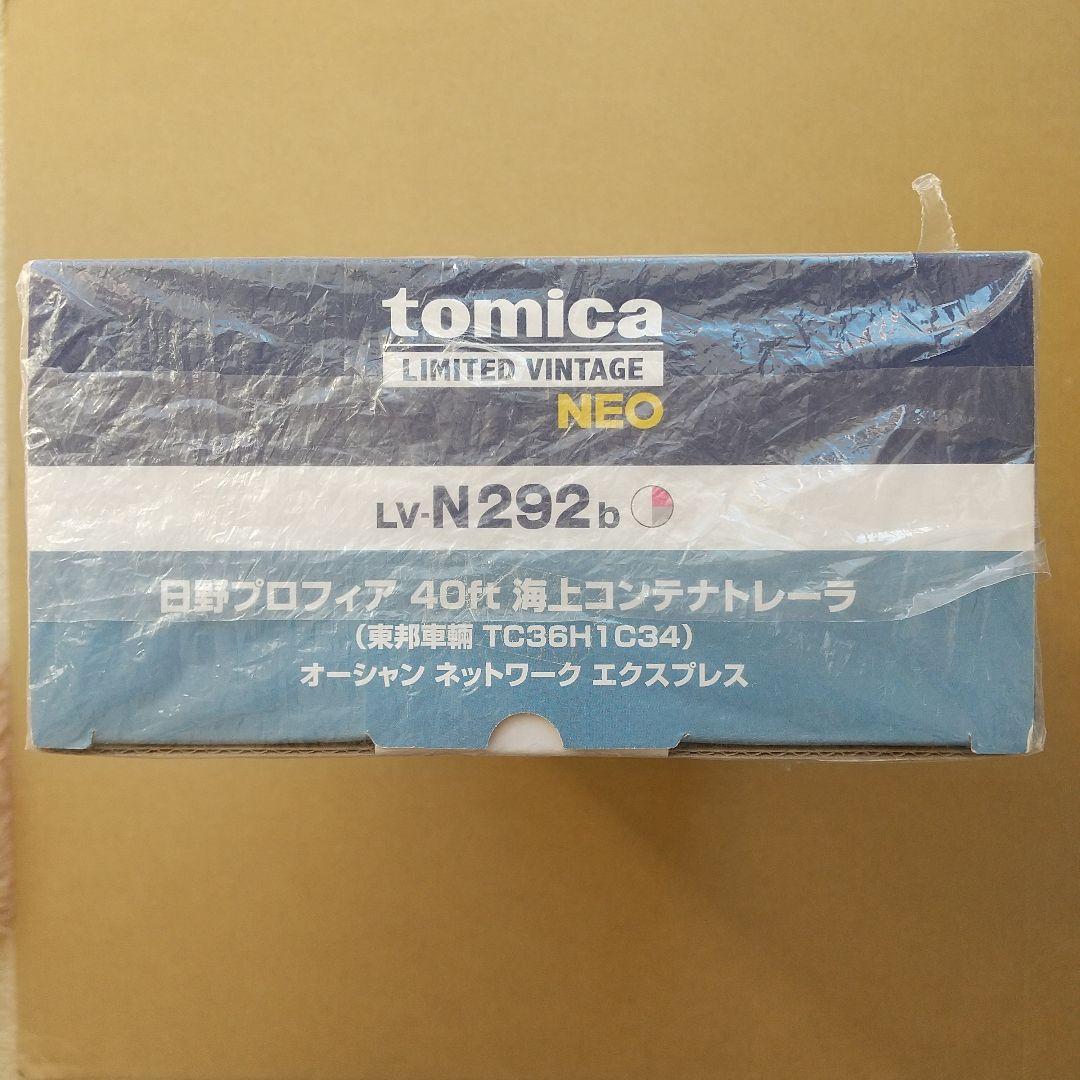 tomica
LIMITED VINTAGE
NEO
LV-N292b
日野プロフィア 40ft 海上コンテナトレーラ
（東邦車輛 TC36H1C34）
オーシャン ネットワーク エクスプレス